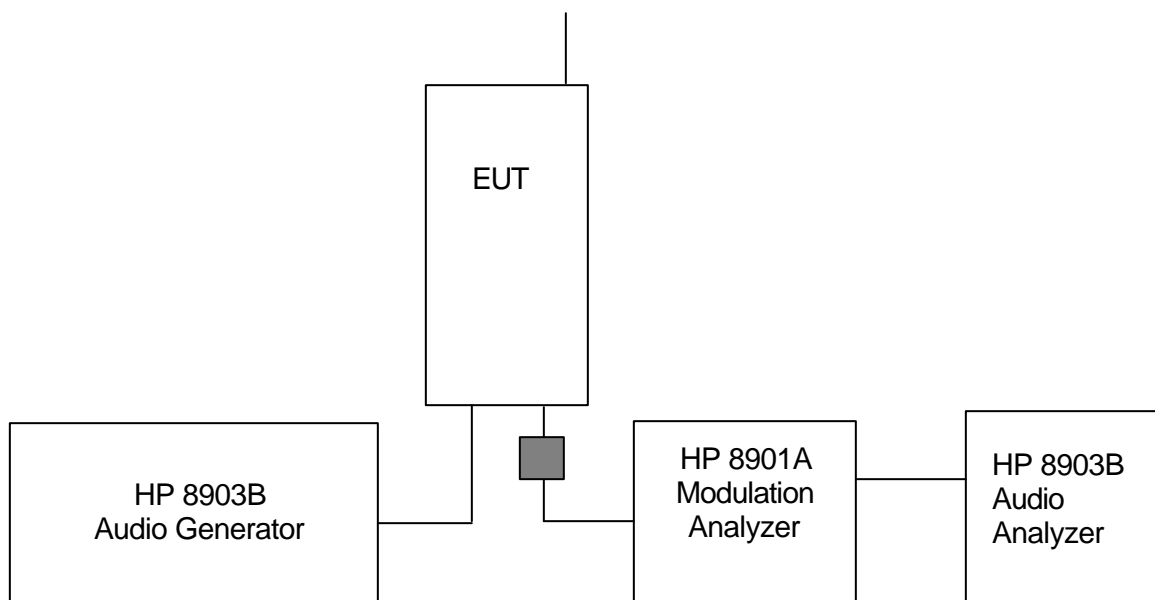 EUT
HP 8903B
Audio Generator
HP 8901A
Modulation
Analyzer
HP 8903B
Audio
Analyzer